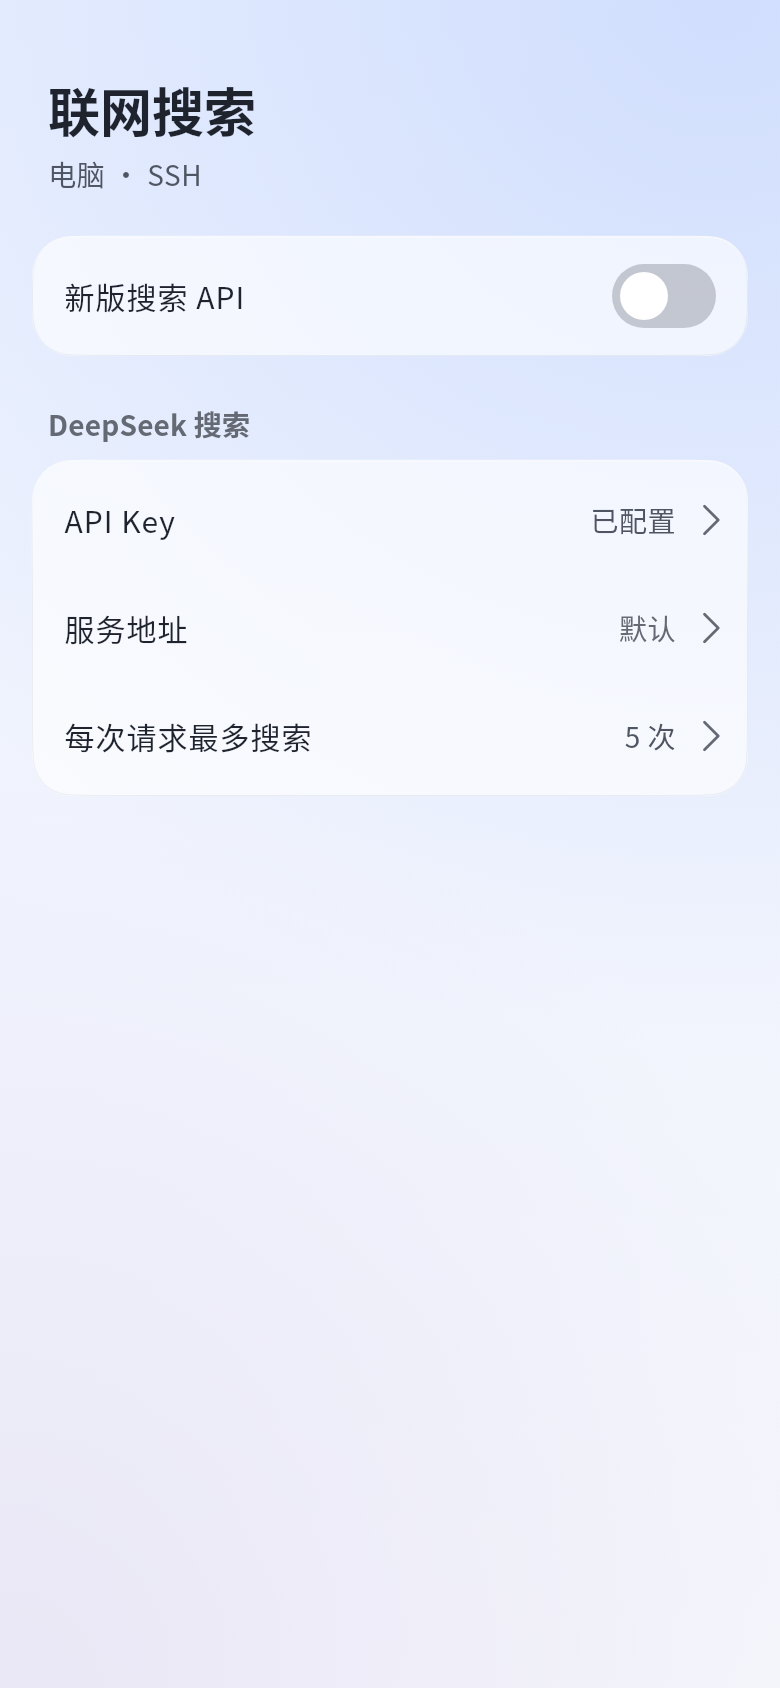 联网搜索
电脑 · SSH
新版搜索 API
DeepSeek 搜索
API Key 已配置
服务地址 默认
每次请求最多搜索 5 次